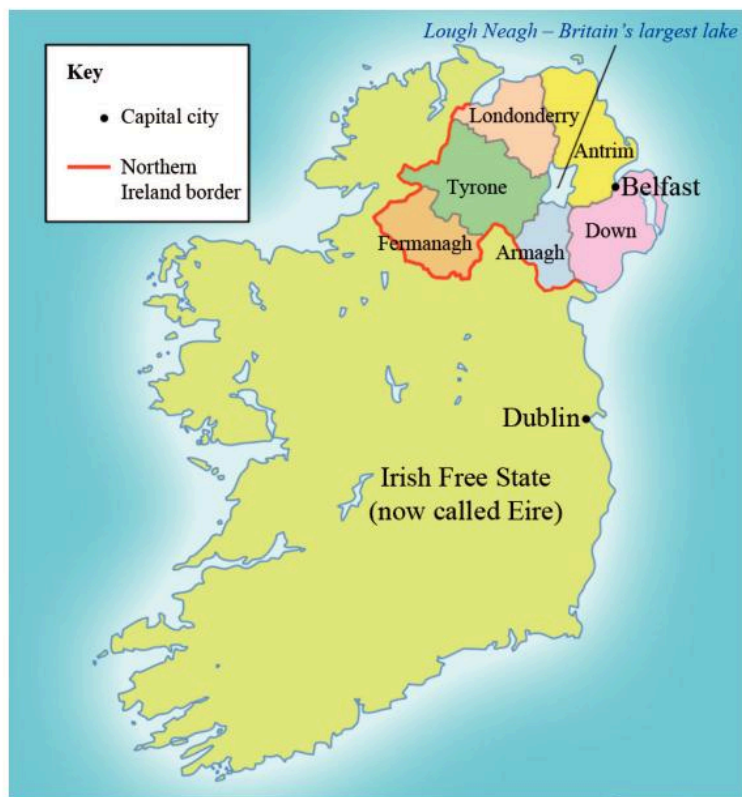 Lough Neagh – Britain's largest lake
Key
Capital city
Northern
Ireland border
Londonderry
Antrim
Tyrone
Belfast
Down
Fermanagh
Armagh
Dublin
Irish Free State
(now called Eire)